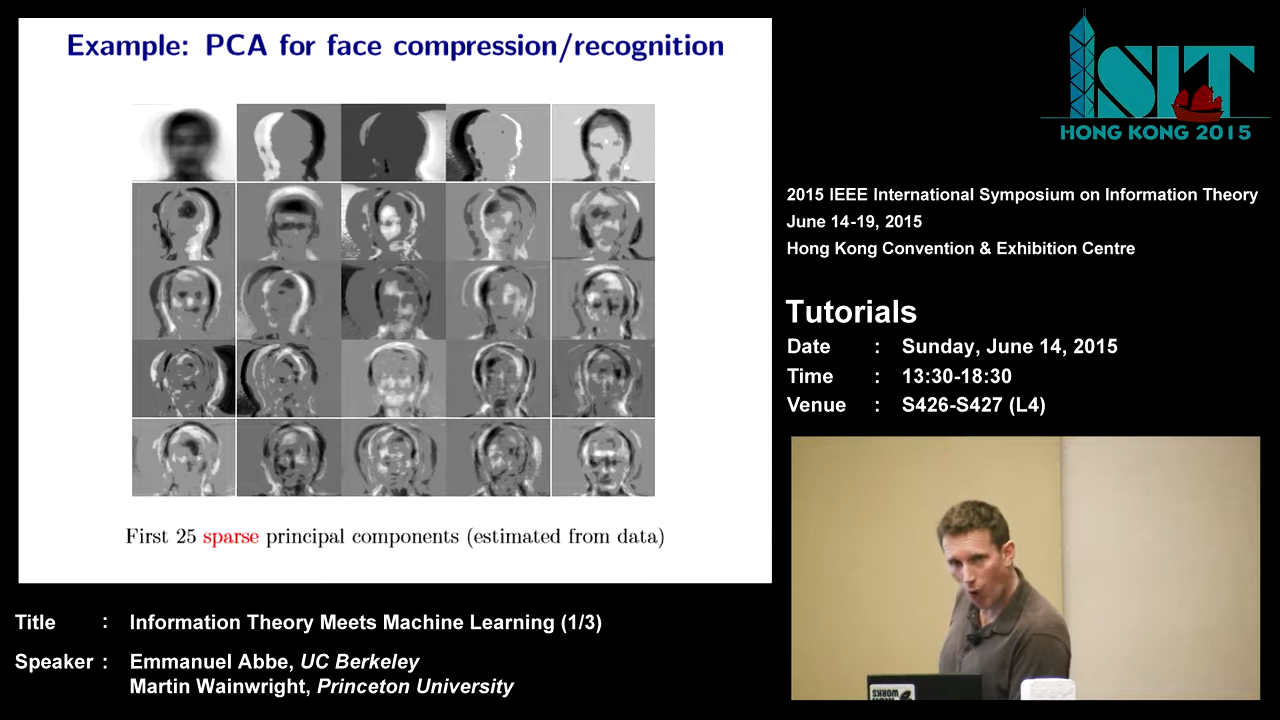 Example: PCA for face compression/recognition
First 25 sparse principal components (estimated from data)
ISIT
HONG KONG 2015
2015 IEEE International Symposium on Information Theory
June 14-19, 2015
Hong Kong Convention & Exhibition Centre
Tutorials
Date : Sunday, June 14, 2015
Time : 13:30-18:30
Venue : S426-S427 (L4)
Title : Information Theory Meets Machine Learning (1/3)
Speaker : Emmanuel Abbe, UC Berkeley
Martin Wainwright, Princeton University